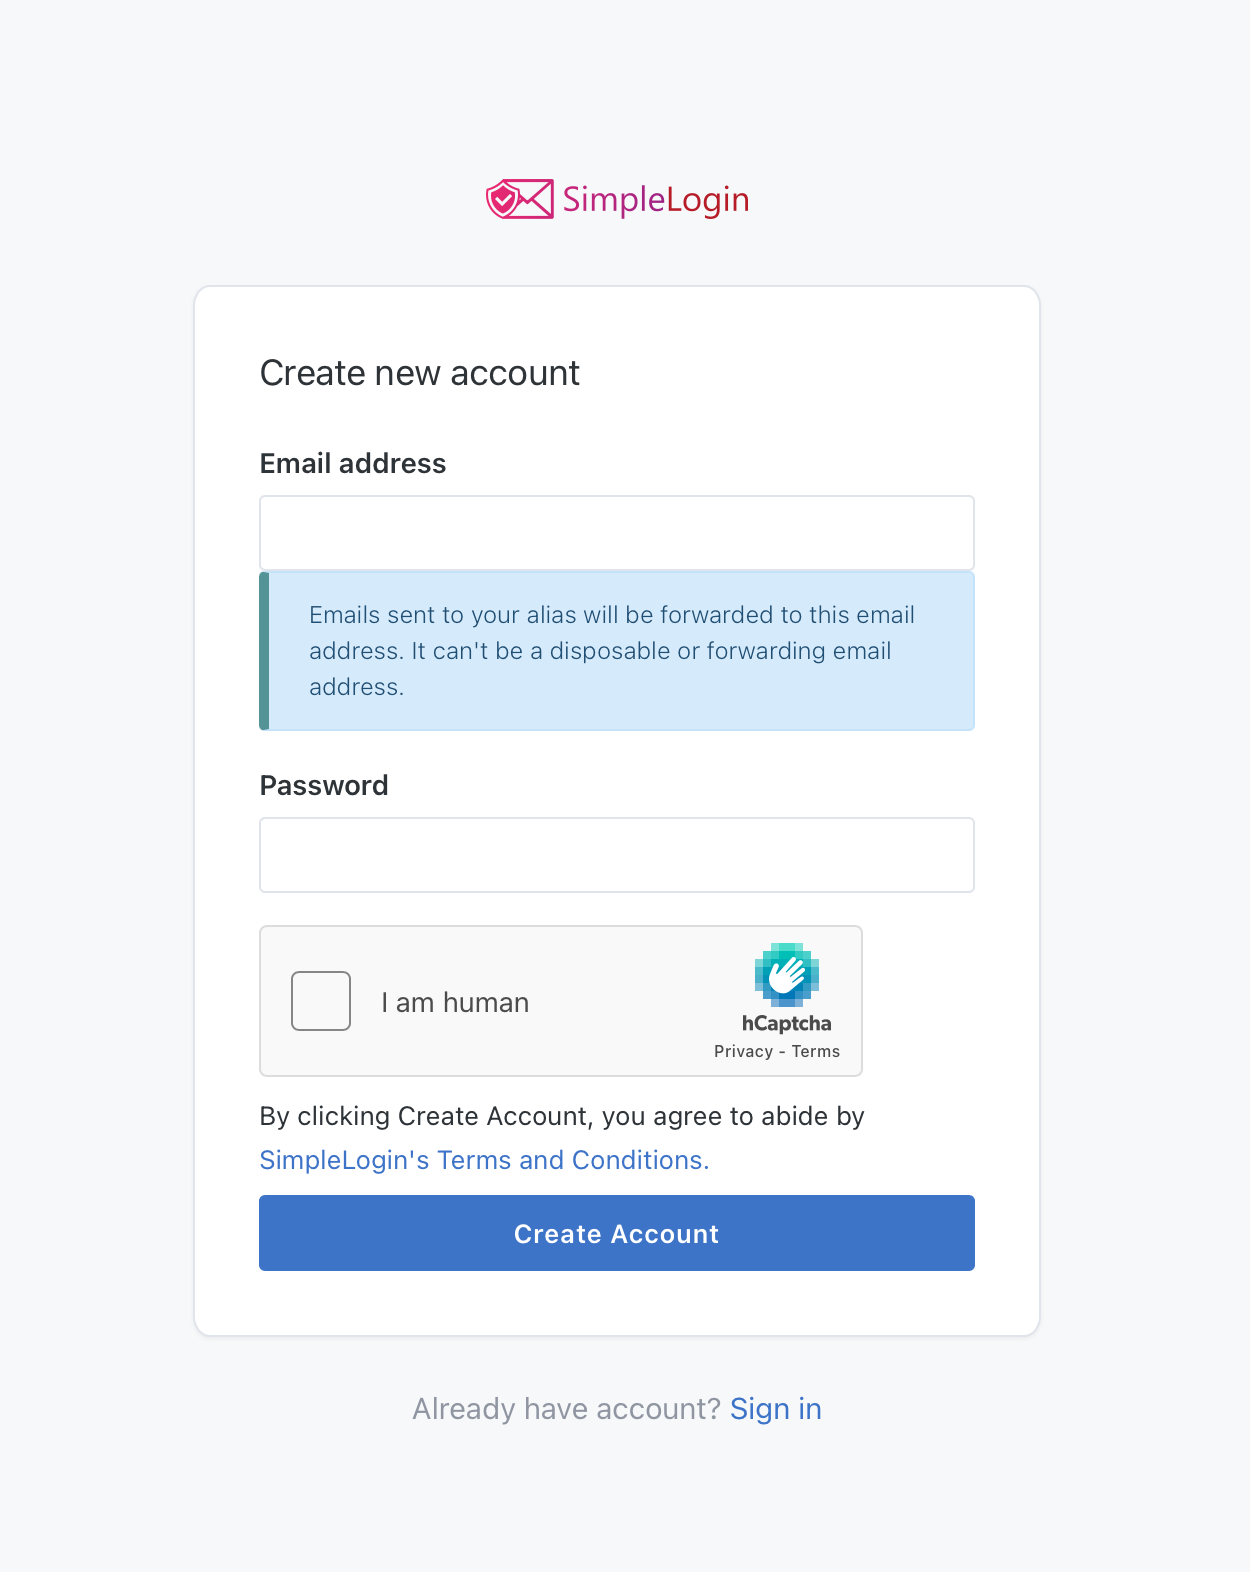 SimpleLogin
Create new account
Email address
Emails sent to your alias will be forwarded to this email
address. It can't be a disposable or forwarding email
address.
Password
I am human
hCaptcha
Privacy - Terms
By clicking Create Account, you agree to abide by
SimpleLogin's Terms and Conditions.
Create Account
Already have account? Sign in